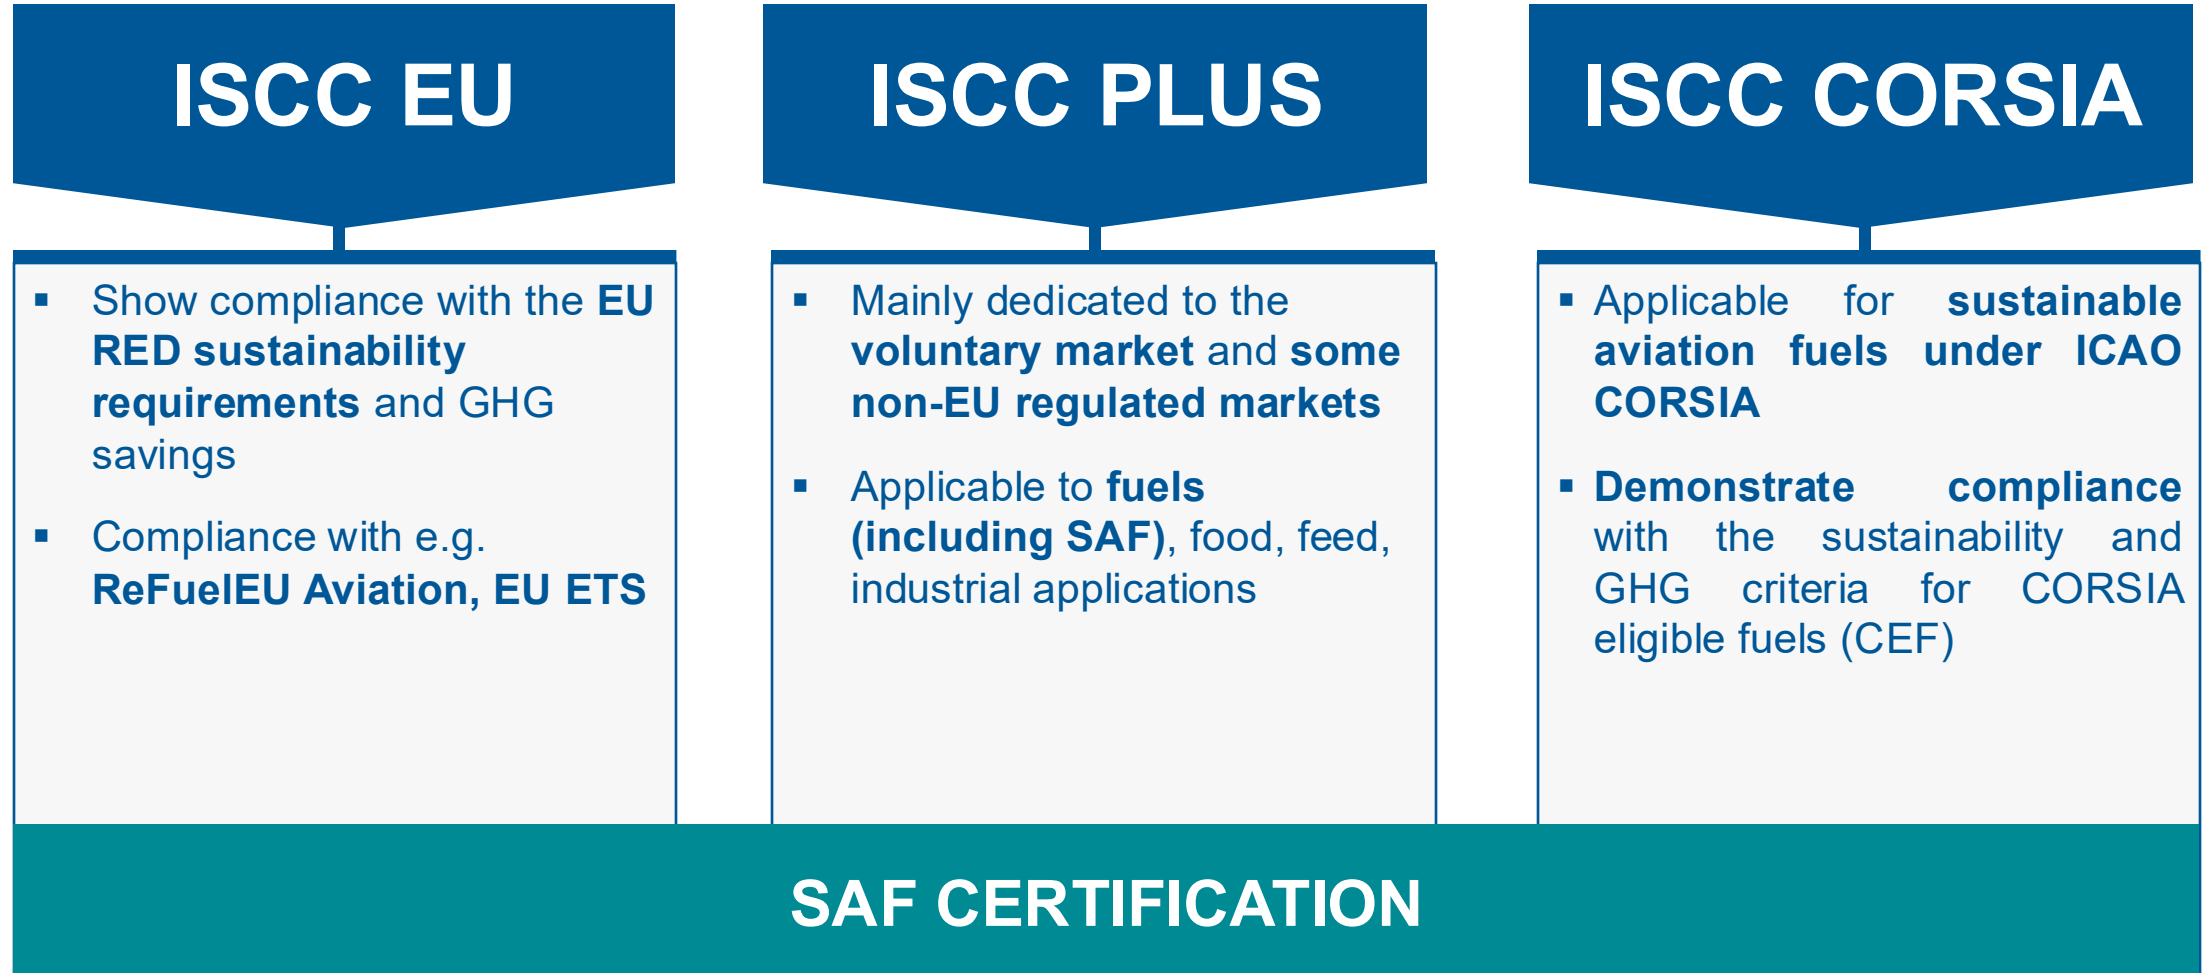 ISCC EU
▪ Show compliance with the EU
RED sustainability
requirements and GHG
savings
▪ Compliance with e.g.
ReFuelEU Aviation, EU ETS
ISCC PLUS
▪ Mainly dedicated to the
voluntary market and some
non-EU regulated markets
▪ Applicable to fuels
(including SAF), food, feed,
industrial applications
ISCC CORSIA
▪ Applicable for sustainable
aviation fuels under ICAO
CORSIA
▪ Demonstrate compliance
with the sustainability and
GHG criteria for CORSIA
eligible fuels (CEF)
SAF CERTIFICATION